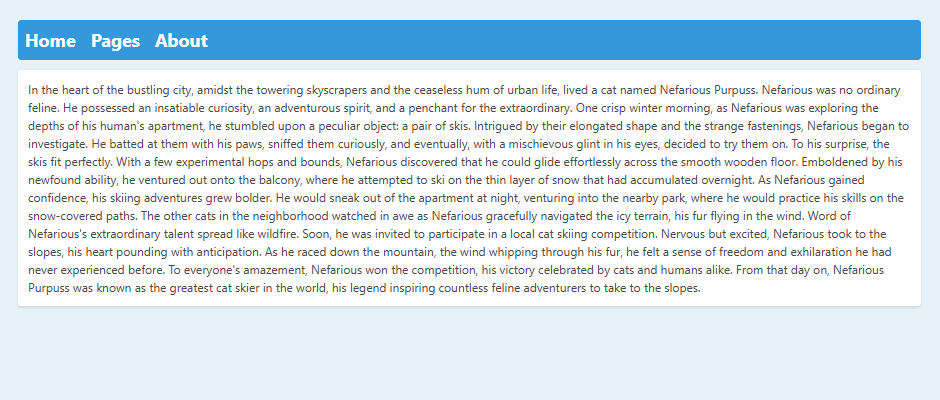 Home Pages About
In the heart of the bustling city, amidst the towering skyscrapers and the ceaseless hum of urban life, lived a cat named Nefarious Purpuss. Nefarious was no ordinary
feline. He possessed an insatiable curiosity, an adventurous spirit, and a penchant for the extraordinary. One crisp winter morning, as Nefarious was exploring the
depths of his human's apartment, he stumbled upon a peculiar object: a pair of skis. Intrigued by their elongated shape and the strange fastenings, Nefarious began to
investigate. He batted at them with his paws, sniffed them curiously, and eventually, with a mischievous glint in his eyes, decided to try them on. To his surprise, the
skis fit perfectly. With a few experimental hops and bounds, Nefarious discovered that he could glide effortlessly across the smooth wooden floor. Emboldened by his
newfound ability, he ventured out onto the balcony, where he attempted to ski on the thin layer of snow that had accumulated overnight. As Nefarious gained
confidence, his skiing adventures grew bolder. He would sneak out of the apartment at night, venturing into the nearby park, where he would practice his skills on the
snow-covered paths. The other cats in the neighborhood watched in awe as Nefarious gracefully navigated the icy terrain, his fur flying in the wind. Word of
Nefarious's extraordinary talent spread like wildfire. Soon, he was invited to participate in a local cat skiing competition. Nervous but excited, Nefarious took to the
slopes, his heart pounding with anticipation. As he raced down the mountain, the wind whipping through his fur, he felt a sense of freedom and exhilaration he had
never experienced before. To everyone's amazement, Nefarious won the competition, his victory celebrated by cats and humans alike. From that day on, Nefarious
Purpuss was known as the greatest cat skier in the world, his legend inspiring countless feline adventurers to take to the slopes.